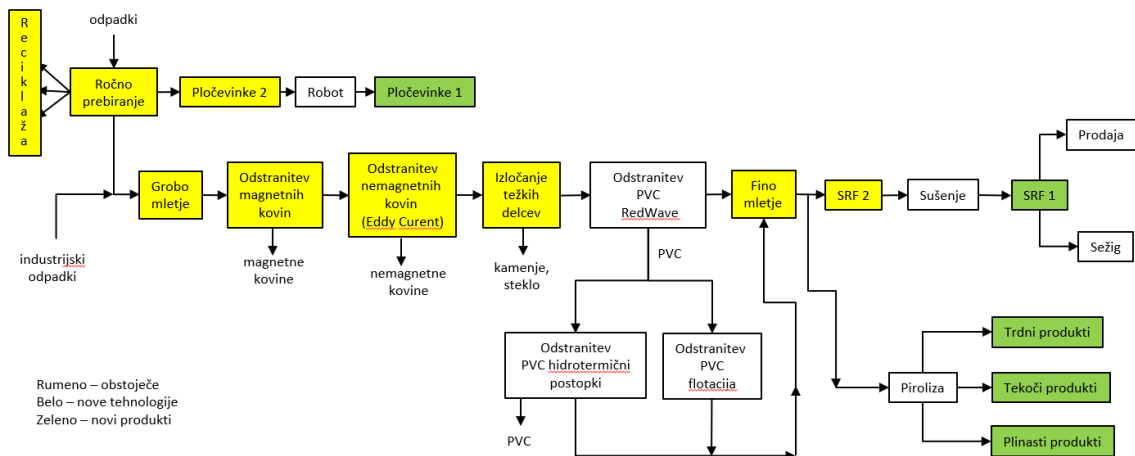 R
e
c
i
k
l
a
ž
a
odpadki
Ročno
prebiranje
Pločevinke 2
Robot
Pločevinke 1
Grobo
mletje
Odstranitev
magnetnih
kovin
Odstranitev
nemagnetnih
kovin
(Eddy Curent)
Izločanje
težkih
delcev
Odstranitev
PVC
RedWave
Fino
mletje
SRF 2
Sušenje
SRF 1
Prodaja
Sežig
industrijski
odpadki
magnetne
kovine
nemagnetne
kovine
kamenje,
steklo
PVC
Odstranitev
PVC hidrotermični
postopki
Odstranitev
PVC
flotacija
PVC
Piroliza
Trdni produkti
Tekoči produkti
Plinasti produkti
Rumeno – obstoječe
Belo – nove tehnologije
Zeleno – novi produkti